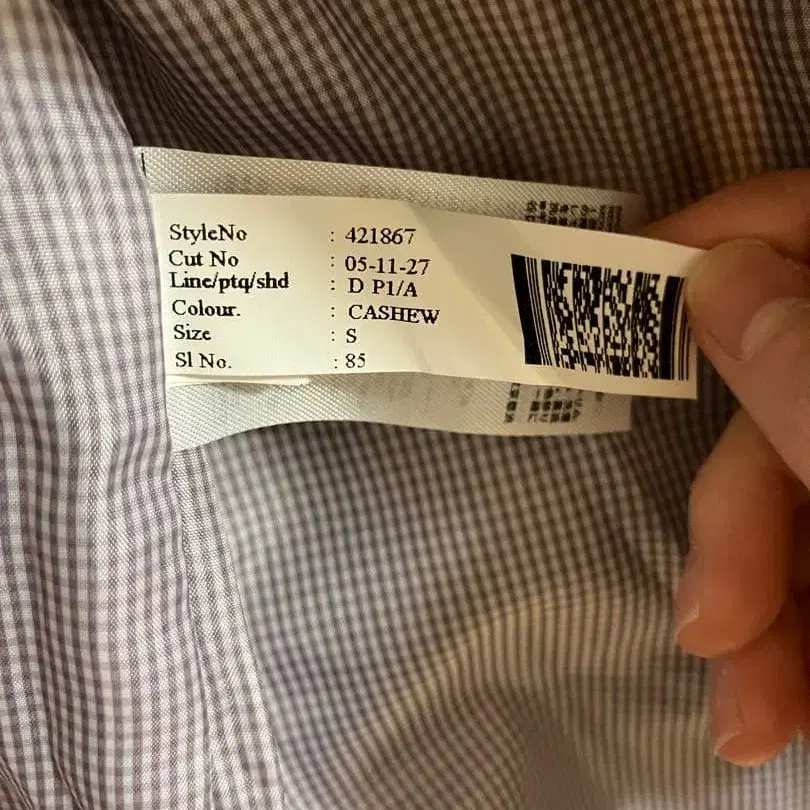 StyleNo : 421867
Cut No : 05-11-27
Line/ptq/shd : D P1/A
Colour. : CASHEW
Size : S
Sl No. : 85